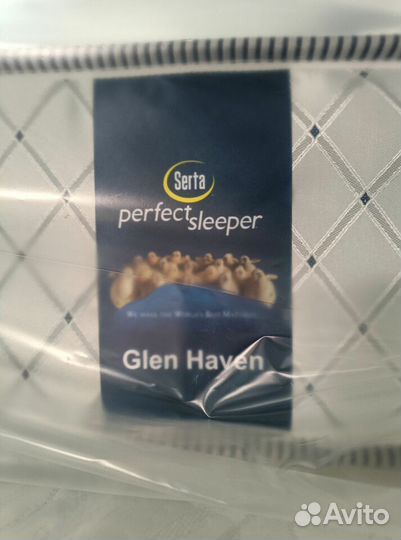 Serta
perfect sleeper
WE MAKE THE WORLD'S BEST MATTRESS
Glen Haven
Avito